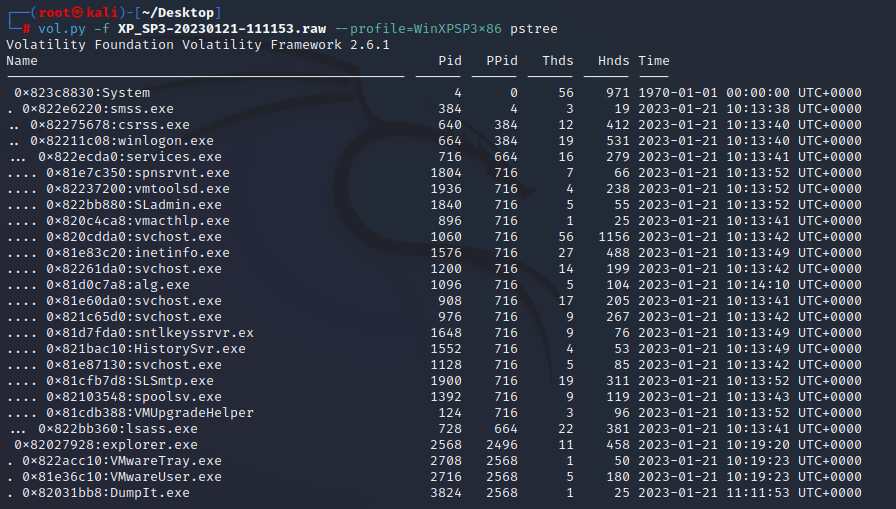 ┌──(root㉿kali)-[~/Desktop]
└─# vol.py -f XP_SP3-20230121-111153.raw --profile=WinXPSP3x86 pstree
Volatility Foundation Volatility Framework 2.6.1
Name Pid PPid Thds Hnds Time
-------------------------------------------------- ------ ------ ------ ------ ----
0x823c8830:System 4 0 56 971 1970-01-01 00:00:00 UTC+0000
. 0x822e6220:smss.exe 384 4 3 19 2023-01-21 10:13:38 UTC+0000
.. 0x82275678:csrss.exe 640 384 12 412 2023-01-21 10:13:40 UTC+0000
.. 0x82211c08:winlogon.exe 664 384 19 531 2023-01-21 10:13:40 UTC+0000
... 0x822ecda0:services.exe 716 664 16 279 2023-01-21 10:13:41 UTC+0000
.... 0x81e7c350:spnsrvnt.exe 1804 716 7 66 2023-01-21 10:13:52 UTC+0000
.... 0x82237200:vmtoolsd.exe 1936 716 4 238 2023-01-21 10:13:52 UTC+0000
.... 0x822bb880:SLadmin.exe 1840 716 5 55 2023-01-21 10:13:52 UTC+0000
.... 0x820c4ca8:vmacthlp.exe 896 716 1 25 2023-01-21 10:13:41 UTC+0000
.... 0x820cdda0:svchost.exe 1060 716 56 1156 2023-01-21 10:13:42 UTC+0000
.... 0x81e83c20:inetinfo.exe 1576 716 27 488 2023-01-21 10:13:49 UTC+0000
.... 0x82261da0:svchost.exe 1200 716 14 199 2023-01-21 10:13:42 UTC+0000
.... 0x81d0c7a8:alg.exe 1096 716 5 104 2023-01-21 10:14:10 UTC+0000
.... 0x81e60da0:svchost.exe 908 716 17 205 2023-01-21 10:13:41 UTC+0000
.... 0x821c65d0:svchost.exe 976 716 9 267 2023-01-21 10:13:42 UTC+0000
.... 0x81d7fda0:sntlkeyssrvr.ex 1648 716 9 76 2023-01-21 10:13:49 UTC+0000
.... 0x821bac10:HistorySvr.exe 1552 716 4 53 2023-01-21 10:13:49 UTC+0000
.... 0x81e87130:svchost.exe 1128 716 5 85 2023-01-21 10:13:42 UTC+0000
.... 0x81cfb7d8:SLSmtp.exe 1900 716 19 311 2023-01-21 10:13:52 UTC+0000
.... 0x82103548:spoolsv.exe 1392 716 9 119 2023-01-21 10:13:43 UTC+0000
.... 0x81cdb388:VMUpgradeHelper 124 716 3 96 2023-01-21 10:13:52 UTC+0000
... 0x822bb360:lsass.exe 728 664 22 381 2023-01-21 10:13:41 UTC+0000
0x82027928:explorer.exe 2568 2496 11 458 2023-01-21 10:19:20 UTC+0000
. 0x822acc10:VMwareTray.exe 2708 2568 1 50 2023-01-21 10:19:23 UTC+0000
. 0x81e36c10:VMwareUser.exe 2716 2568 5 180 2023-01-21 10:19:23 UTC+0000
. 0x82031bb8:DumpIt.exe 3824 2568 1 25 2023-01-21 11:11:53 UTC+0000